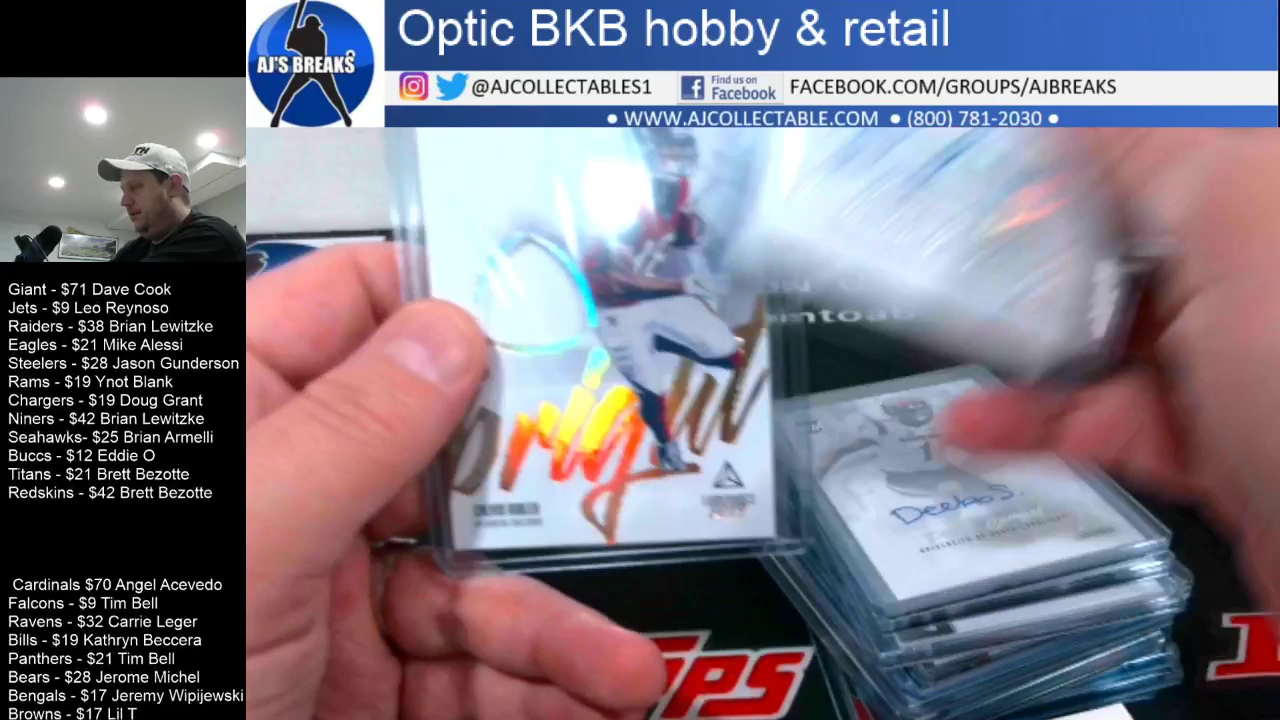 Optic BKB hobby & retail
AJ'S BREAKS
@AJCOLLECTABLES1
Find us on
Facebook
FACEBOOK.COM/GROUPS/AJBREAKS
• WWW.AJCOLLECTABLE.COM • (800) 781-2030 •
Giant - $71 Dave Cook
Jets - $9 Leo Reynoso
Raiders - $38 Brian Lewitzke
Eagles - $21 Mike Alessi
Steelers - $28 Jason Gunderson
Rams - $19 Ynot Blank
Chargers - $19 Doug Grant
Niners - $42 Brian Lewitzke
Seahawks- $25 Brian Armelli
Buccs - $12 Eddie O
Titans - $21 Brett Bezotte
Redskins - $42 Brett Bezotte
Cardinals $70 Angel Acevedo
Falcons - $9 Tim Bell
Ravens - $32 Carrie Leger
Bills - $19 Kathryn Beccera
Panthers - $21 Tim Bell
Bears - $28 Jerome Michel
Bengals - $17 Jeremy Wipijewski
Browns - $17 Lil T